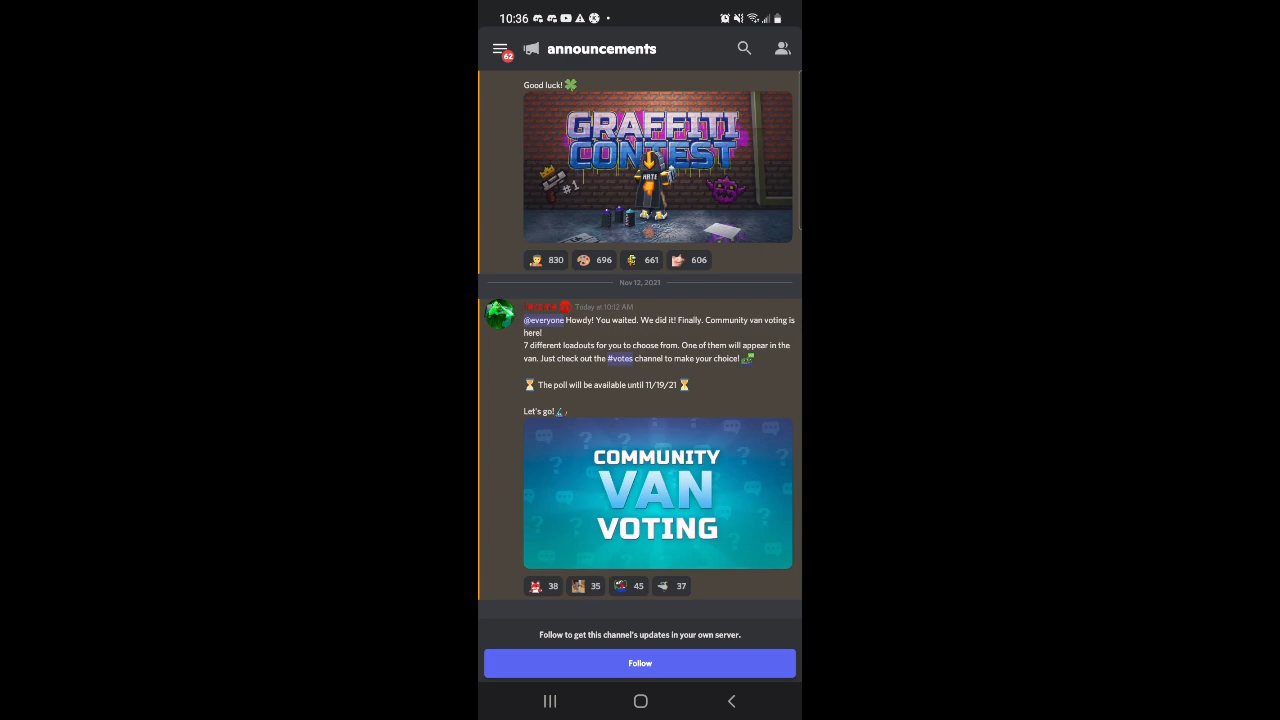 10:36
announcements
62
Good luck!
GRAFFITI
CONTEST
#1
HATE
830 696 661 606
Nov 12, 2021
Today at 10:12 AM
@everyone Howdy! You waited. We did it! Finally. Community van voting is
here!
7 different loadouts for you to choose from. One of them will appear in the
van. Just check out the #votes channel to make your choice!
The poll will be available until 11/19/21
Let's go!
COMMUNITY
VAN
VOTING
38 35 45 37
Follow to get this channel's updates in your own server.
Follow